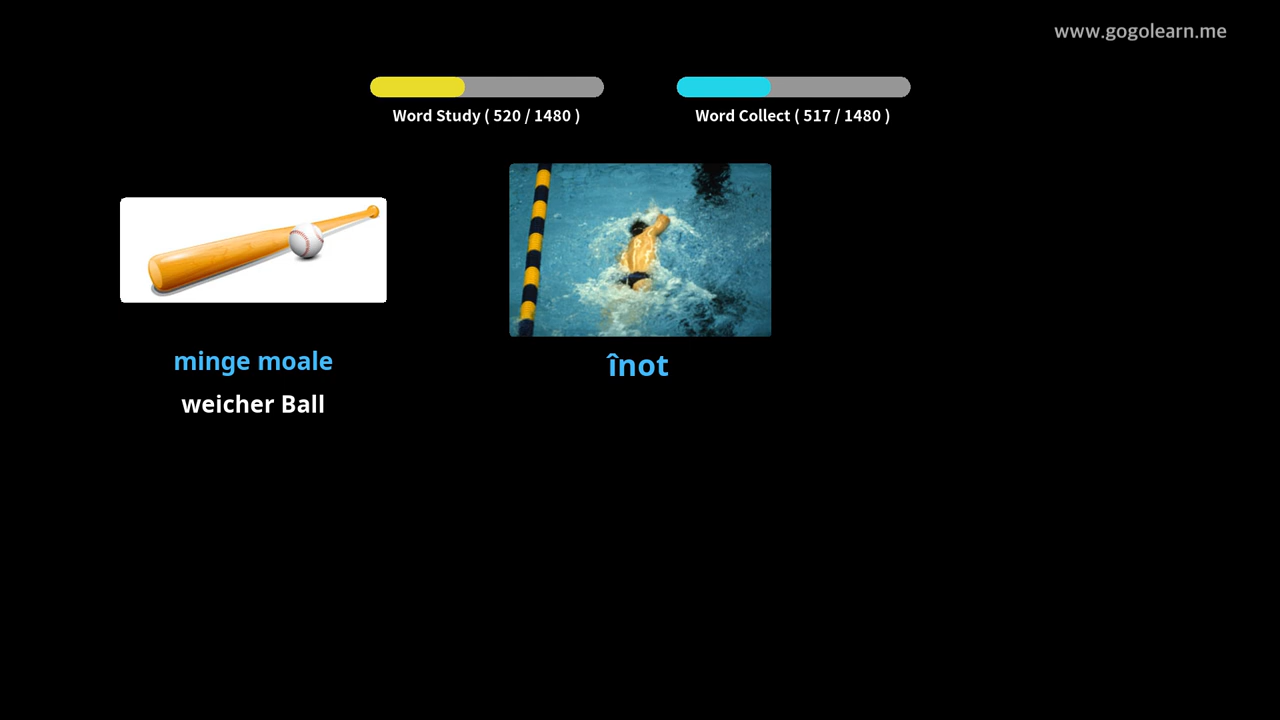 www.gogolearn.me
Word Study ( 520 / 1480 )
Word Collect ( 517 / 1480 )
minge moale
weicher Ball
înot